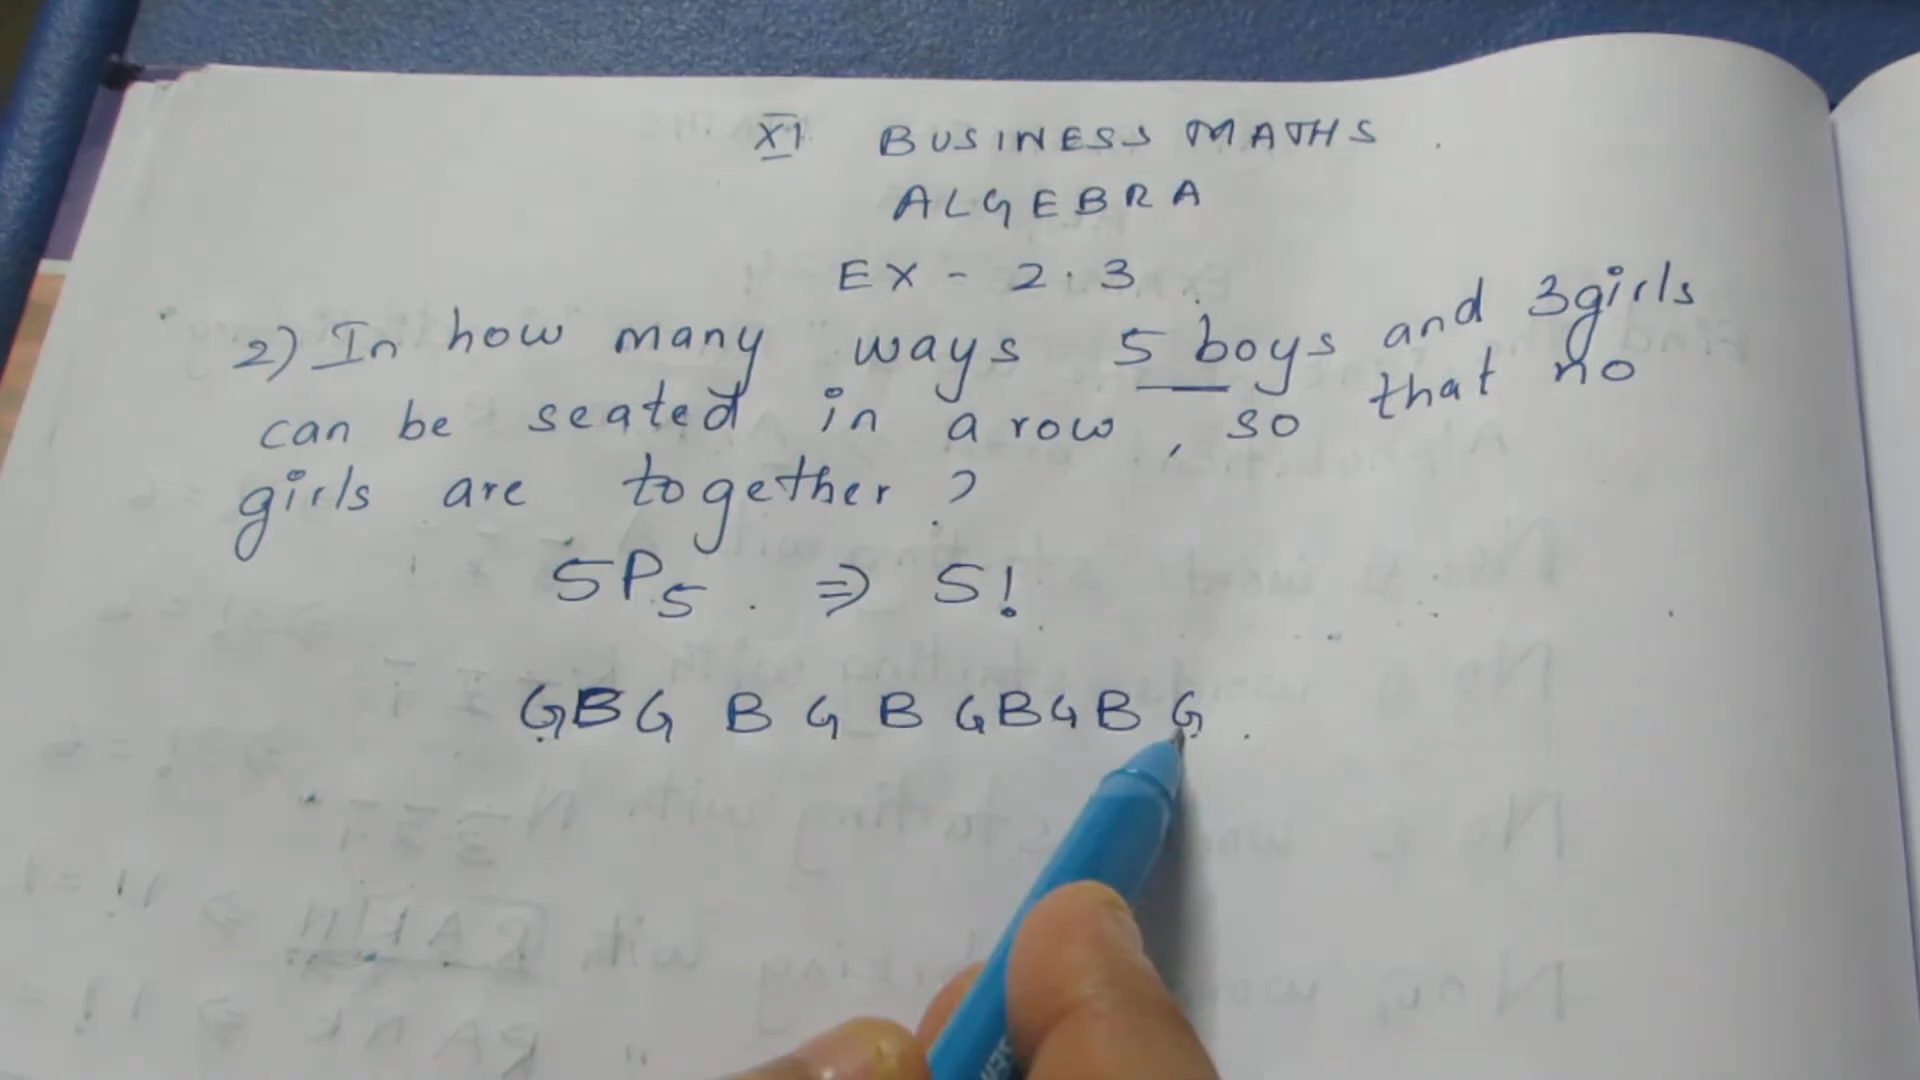 XI BUSINESS MATHS
ALGEBRA
EX - 2.3
2) In how many ways 5 boys and 3girls
can be seated in a row, so that no
girls are together?
5P5 ⇒ 5!
GBG B G B GBG B G